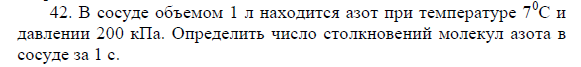 42. В сосуде объемом 1 л находится азот при температуре 7⁰С и
давлении 200 кПа. Определить число столкновений молекул азота в
сосуде за 1 с.